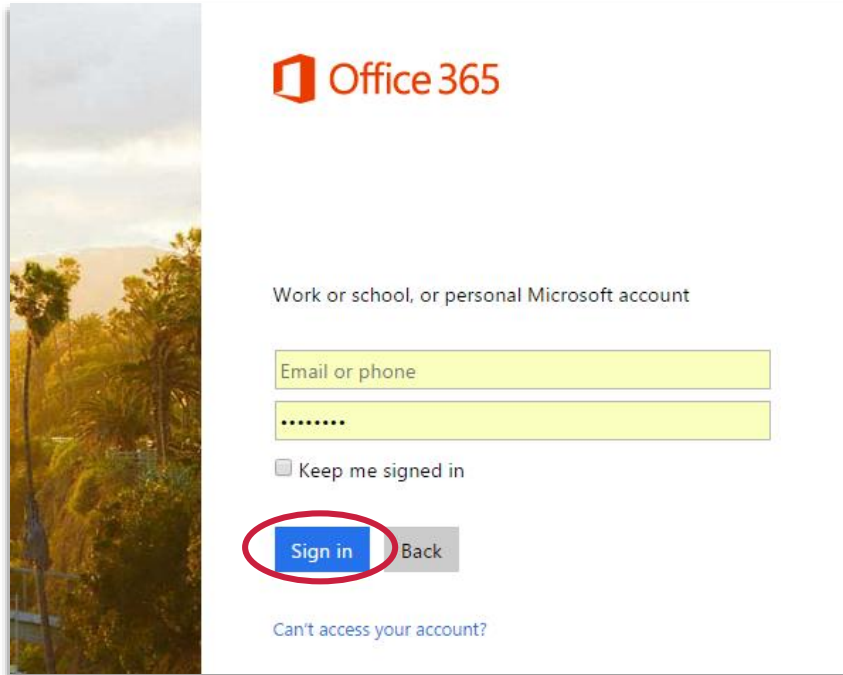 Office 365
Work or school, or personal Microsoft account
Email or phone
••••••••
Keep me signed in
Sign in Back
Can't access your account?